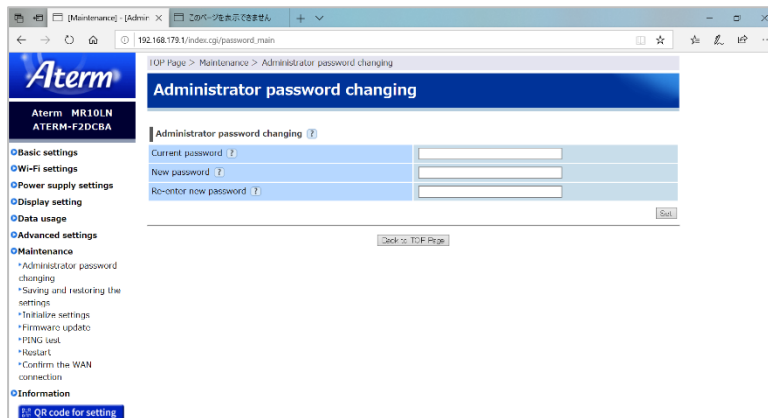 [Maintenance] - [Admin
このページを表示できません
192.168.179.1/index.cgi/password_main
Aterm
TOP Page > Maintenance > Administrator password changing
Administrator password changing
Aterm MR10LN
ATERM-F2DCBA
Administrator password changing ?
Current password ?
New password ?
Re-enter new password ?
Set
Back to TOP Page
Basic settings
Wi-Fi settings
Power supply settings
Display setting
Data usage
Advanced settings
Maintenance
Administrator password
changing
Saving and restoring the
settings
Initialize settings
Firmware update
PING test
Restart
Confirm the WAN
connection
Information
QR code for setting